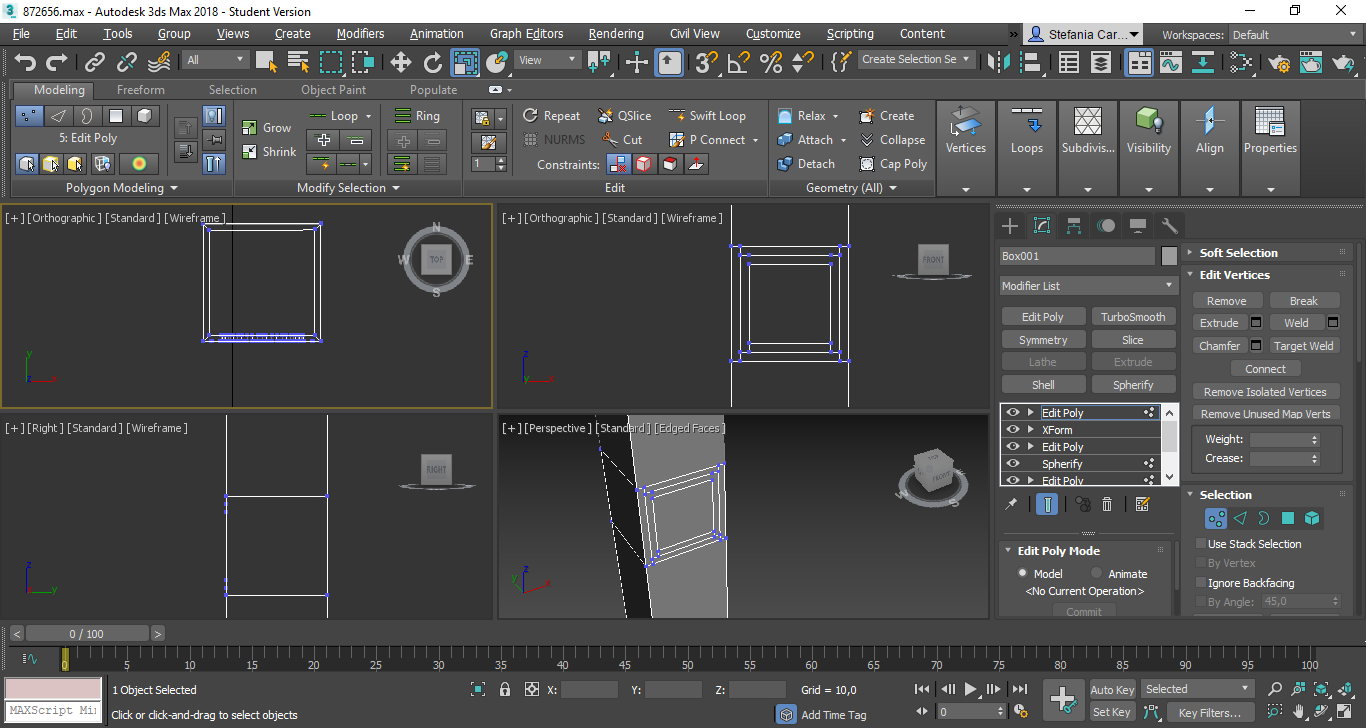 3 MAX 872656.max - Autodesk 3ds Max 2018 - Student Version
File Edit Tools Group Views Create Modifiers Animation Graph Editors Rendering Civil View Customize Scripting Content » Stefania Car... Workspaces: Default
All View 3 Create Selection Se
Modeling Freeform Selection Object Paint Populate
Loop Ring Repeat QSlice Swift Loop Relax Create
5: Edit Poly Grow NURMS Cut P Connect Attach Collapse Vertices Loops Subdivis... Visibility Align Properties
Shrink 1 Constraints: Detach Cap Poly
Polygon Modeling Modify Selection Edit Geometry (All)
[+] [Orthographic] [Standard] [Wireframe] [+] [Orthographic] [Standard] [Wireframe]
N W TOP E S FRONT
y x z z y x
[+] [Right] [Standard] [Wireframe] [+] [Perspective] [Standard] [Edged Faces]
RIGHT TOP FRONT W S
z y z y x
Box001
Modifier List
Edit Poly TurboSmooth
Symmetry Slice
Lathe Extrude
Shell Spherify
Edit Poly
XForm
Edit Poly
Spherify
Edit Poly
Edit Poly Mode
Model Animate
<No Current Operation>
Commit
Soft Selection
Edit Vertices
Remove Break
Extrude Weld
Chamfer Target Weld
Connect
Remove Isolated Vertices
Remove Unused Map Verts
Weight:
Crease:
Selection
Use Stack Selection
By Vertex
Ignore Backfacing
By Angle: 45,0
< 0 / 100 >
0 5 10 15 20 25 30 35 40 45 50 55 60 65 70 75 80 85 90 95 100
1 Object Selected X: Y: Z: Grid = 10,0 Auto Key Selected
MAXScript Mi
Click or click-and-drag to select objects Add Time Tag 0 Set Key Key Filters...